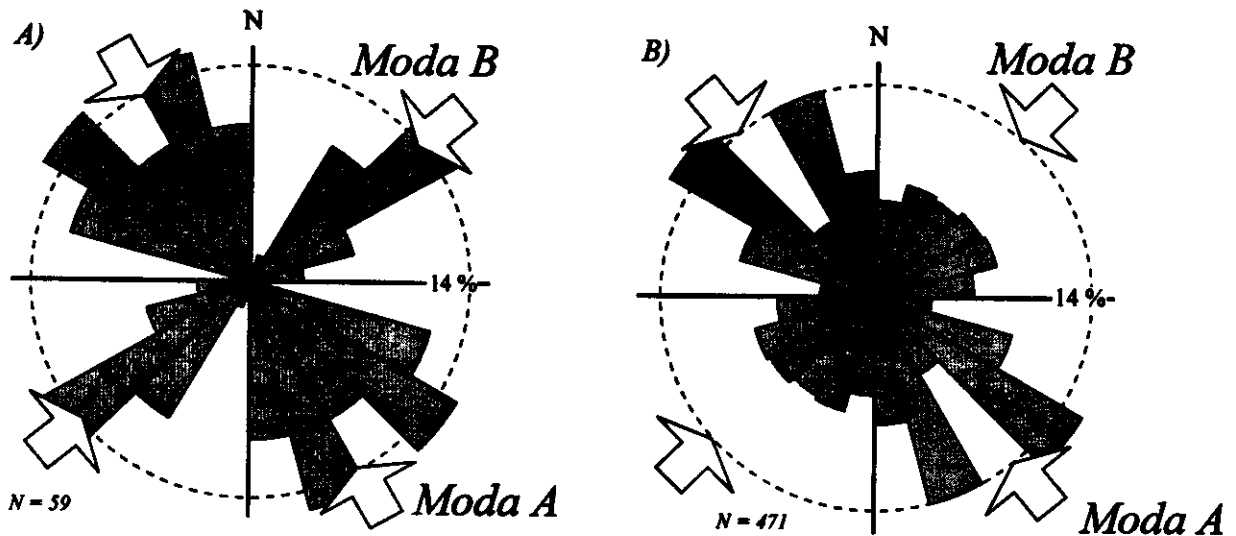 A)
N
Moda B
14 %-
N = 59
Moda A
B)
N
Moda B
14 %-
N = 471
Moda A